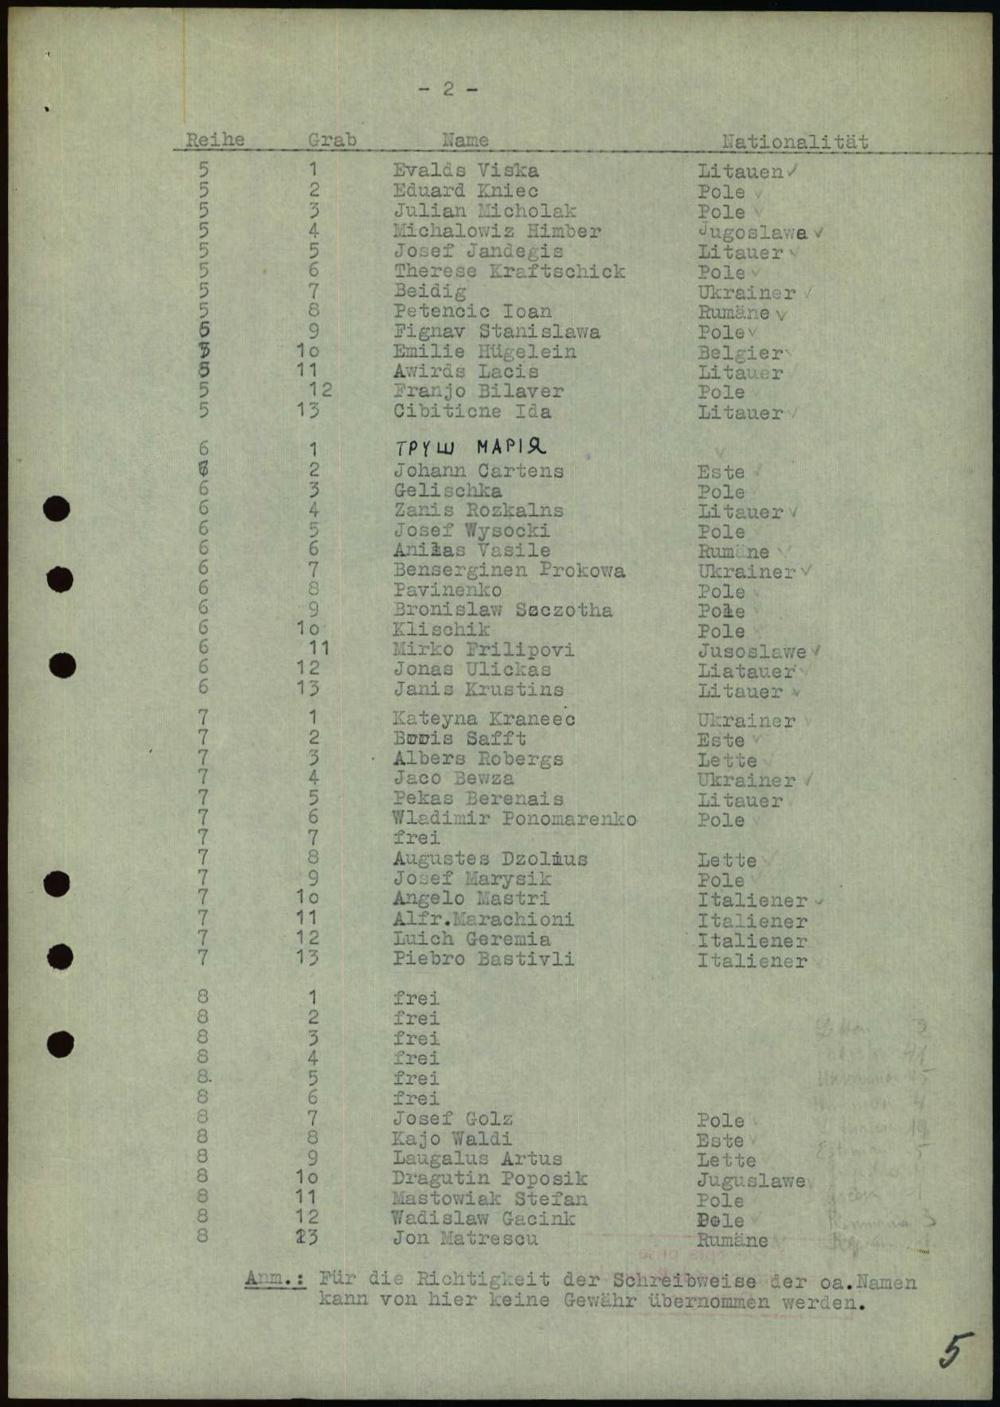 - 2 -
Reihe Grab Name Nationalität
5 1 Evalds Viska Litauen ✓
5 2 Eduard Kniec Pole ✓
5 3 Julian Micholak Pole ✓
5 4 Michalowiz Himber Jugoslawe ✓
5 5 Josef Jandegis Litauer ✓
5 6 Therese Kraftschick Pole ✓
5 7 Beidig Ukrainer ✓
5 8 Petencic Ioan Rumäne ✓
5 9 Fignav Stanislawa Pole ✓
5 1o Emilie Hügelein Belgier ✓
5 11 Awirds Lacis Litauer ✓
5 12 Franjo Bilaver Pole ✓
5 13 Cibiticne Ida Litauer ✓
6 1 ТРУШ МАРІЯ ✓
6 2 Johann Cartens Este ✓
6 3 Gelischka Pole ✓
6 4 Zanis Rozkalns Litauer ✓
6 5 Josef Wysocki Pole ✓
6 6 Anilas Vasile Rumäne ✓
6 7 Benserginen Prokowa Ukrainer ✓
6 8 Pavinenko Pole ✓
6 9 Bronislaw Soczotha Pole ✓
6 1o Klischik Pole ✓
6 11 Mirko Frilipovi Jusoslawe ✓
6 12 Jonas Ulickas Liatauer ✓
6 13 Janis Krustins Litauer ✓
7 1 Kateyna Kraneec Ukrainer ✓
7 2 Boris Safft Este ✓
7 3 Albers Robergs Lette ✓
7 4 Jaco Bewza Ukrainer ✓
7 5 Pekas Berenais Litauer
7 6 Wladimir Ponomarenko Pole ✓
7 7 frei
7 8 Augustes Dzolius Lette ✓
7 9 Josef Marysik Pole ✓
7 1o Angelo Mastri Italiener ✓
7 11 Alfr.Marachioni Italiener
7 12 Luich Geremia Italiener
7 13 Piebro Bastivli Italiener ✓
8 1 frei
8 2 frei
8 3 frei
8 4 frei
8. 5 frei
8 6 frei
8 7 Josef Golz Pole ✓
8 8 Kajo Waldi Este ✓
8 9 Laugalus Artus Lette
8 1o Dragutin Poposik Juguslawe ✓
8 11 Mastowiak Stefan Pole ✓
8 12 Wadislaw Gacink Pole ✓
8 13 Jon Matrescu Rumäne ✓
Anm.: Für die Richtigkeit der Schreibweise der oa.Namen
kann von hier keine Gewähr übernommen werden.
5